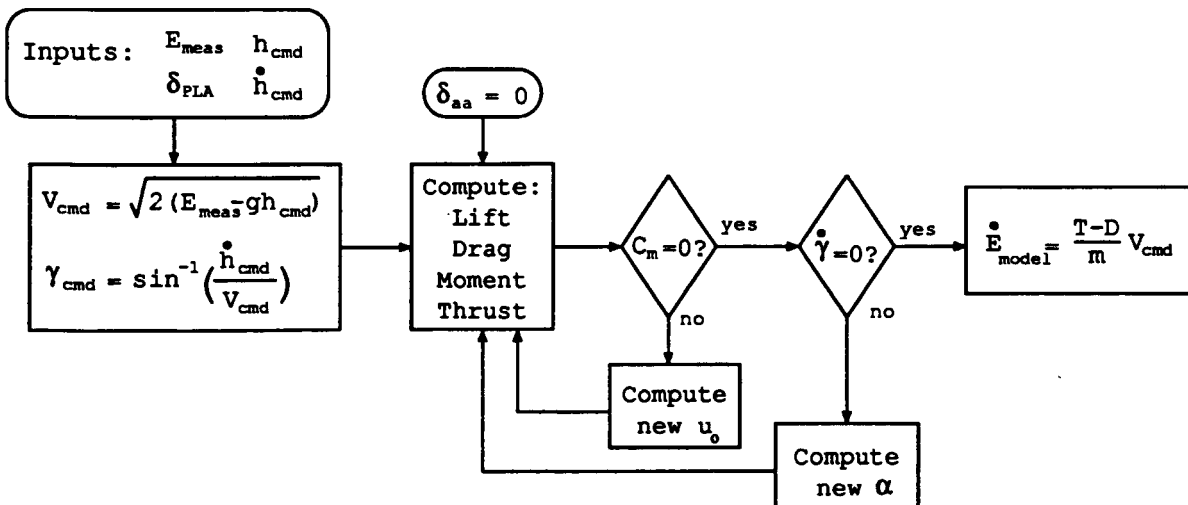 Inputs: E_meas h_cmd
δ_PLA ḣ_cmd
δ_aa = 0
V_cmd = √2(E_meas-gh_cmd)
γ_cmd = sin⁻¹(ḣ_cmd/V_cmd)
Compute:
Lift
Drag
Moment
Thrust
C_m=0?
yes
no
γ̇=0?
yes
no
Ė_model = T-D/m V_cmd
Compute
new u_o
Compute
new α